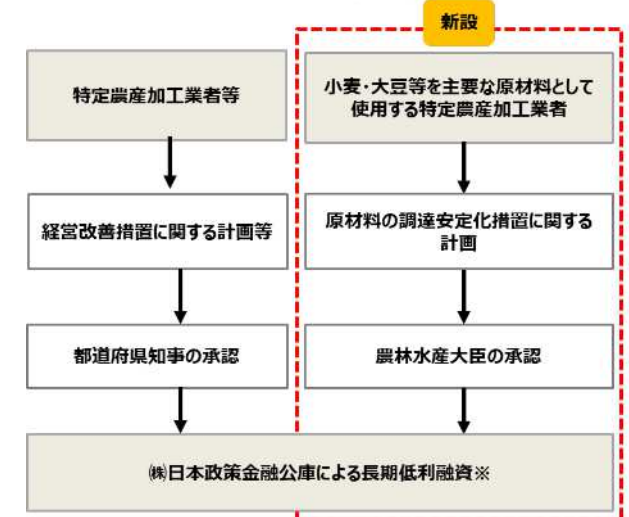 新設
特定農産加工業者等
小麦・大豆等を主要な原材料として
使用する特定農産加工業者
経営改善措置に関する計画等
原材料の調達安定化措置に関する
計画
都道府県知事の承認
農林水産大臣の承認
㈱日本政策金融公庫による長期低利融資※